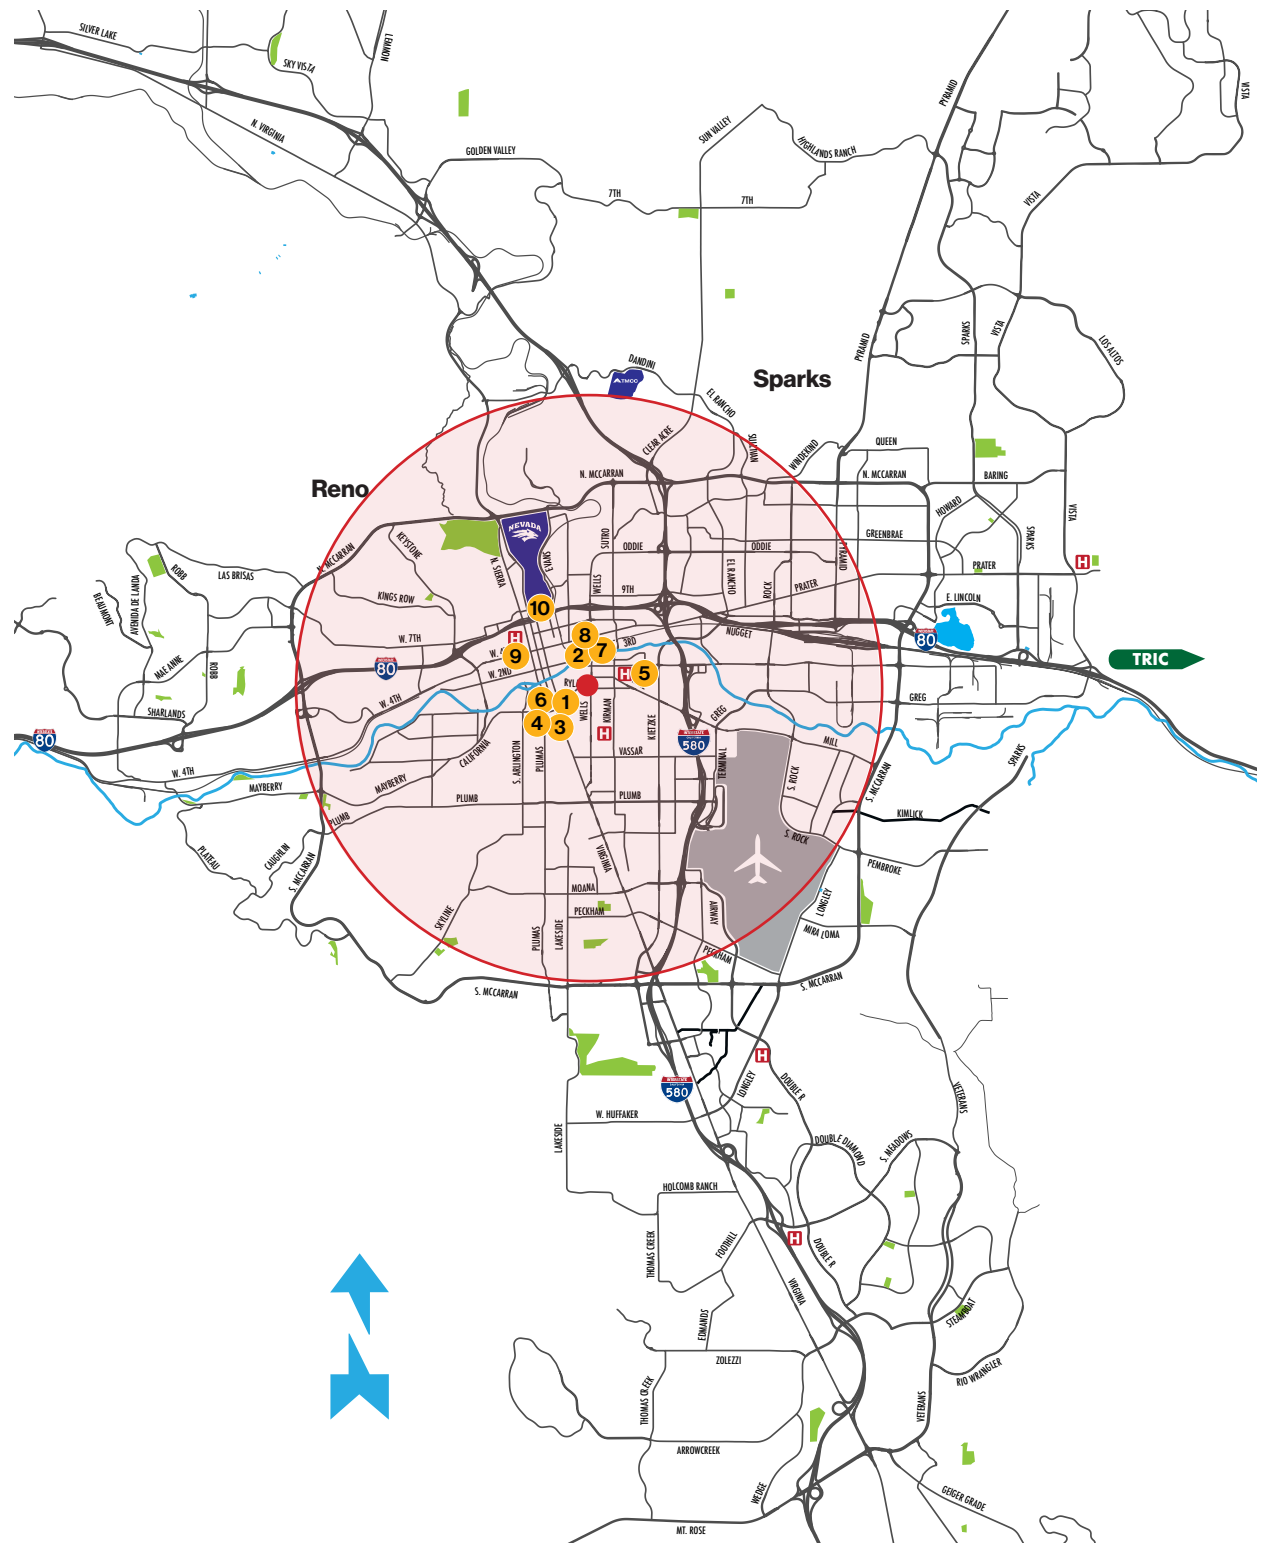 SILVER LAKE
LEMMON
SKY VISTA
N. VIRGINIA
GOLDEN VALLEY
7TH
7TH
SUN VALLEY
HIGHLANDS RANCH
PYRAMID
VISTA
VISTA
PYRAMID
SPARKS
VISTA
LOS ALTOS
DANDINI
TMCC
Sparks
EL RANCHO
CLEAR ACRE
SULLIVAN
WINDEKIND
QUEEN
N. MCCARRAN
N. MCCARRAN
BARING
Reno
HOWARD
VISTA
SPARKS
NEVADA
N. MCCARRAN
KEYSTONE
N. SIERRA
EVANS
SUTRO
ODDIE
ODDIE
GREENBRAE
PYRAMID
PRATER
PRATER
H
ROBB
LAS BRISAS
BEAUMONT
AVENIDA DE LANDA
KINGS ROW
WELLS
9TH
EL RANCHO
ROCK
E. LINCOLN
10
W. 7TH
H
8
3RD
NUGGET
80
TRIC
MAE ANNE
ROBB
80
W. 4
9
2
7
W. 2ND
H
5
RYL
SHARLANDS
W. 4TH
6
1
WELLS
KIRMAN
GREG
GREG
80
4
3
H
KIETZKE
580
MILL
W. 4TH
CALIFORNIA
S. ARLINGTON
PLUMAS
VASSAR
TERMINAL
S. ROCK
S. MCCARRAN
SPARKS
MAYBERRY
MAYBERRY
PLUMB
PLUMB
PLUMB
KIMLICK
S. ROCK
PLATEAU
CAUGHLIN
S. MCCARRAN
VIRGINIA
PEMBROKE
MOANA
SKYLINE
PECKHAM
AIRWAY
LONGLEY
MIRA LOMA
PLUMAS
LAKESIDE
PECKHAM
S. MCCARRAN
S. MCCARRAN
H
580
LONGLEY
DOUBLE R
VETERANS
W. HUFFAKER
LAKESIDE
DOUBLE DIAMOND
S. MEADOWS
HOLCOMB RANCH
THOMAS CREEK
FOOTHILL
H
DOUBLE R
VIRGINIA
EDMANDS
STEAMBOAT
ZOLEZZI
RIO WRANGLER
THOMAS CREEK
VETERANS
ARROWCREEK
WEDGE
GEIGER GRADE
MT. ROSE